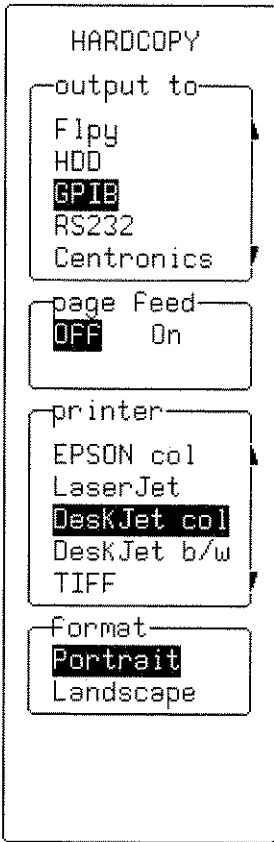 HARDCOPY
output to
Flpy
HDD
GPIB
RS232
Centronics
page feed
OFF On
printer
EPSON col
LaserJet
DesKJet col
DesKJet b/w
TIFF
format
Portrait
Landscape